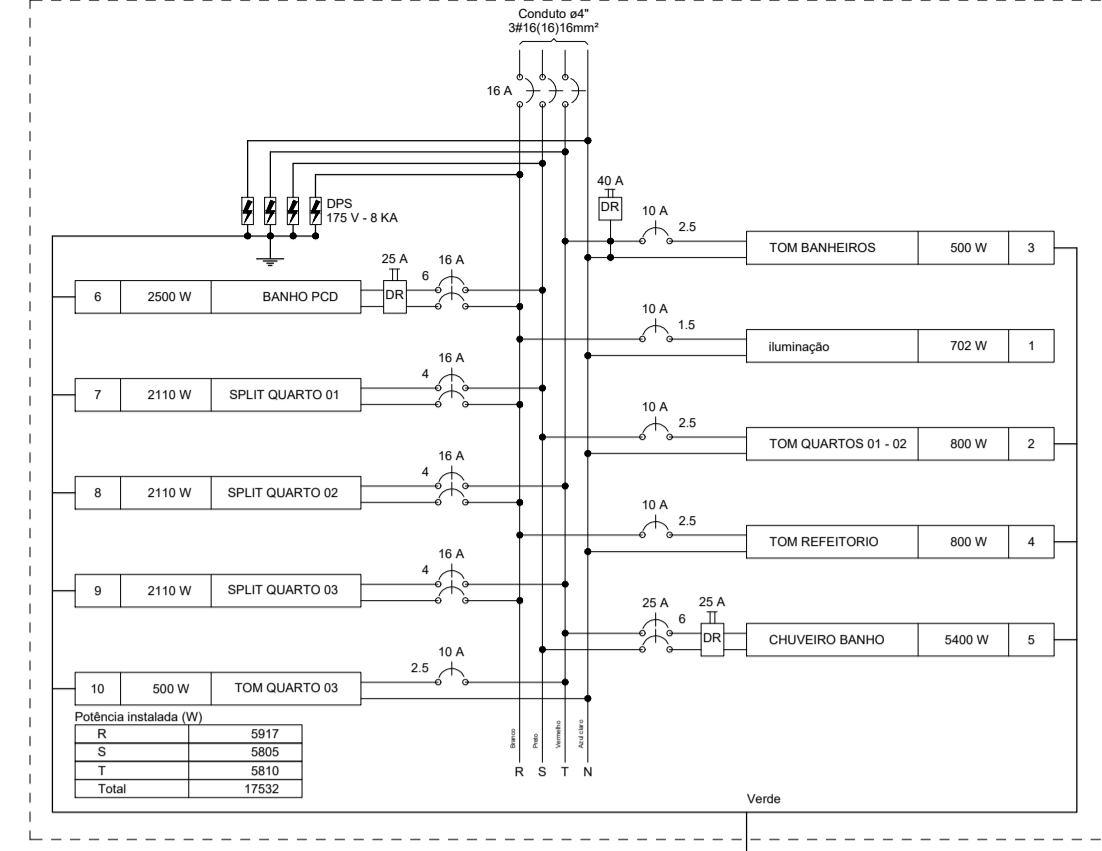 Conduto ø4"
3#16(16)16mm²
16 A
DPS
175 V - 8 KA
40 A
DR
10 A
2.5
TOM BANHEIROS 500 W 3
25 A
DR
6
16 A
6 2500 W BANHO PCD
10 A
1.5
iluminação 702 W 1
16 A
4
7 2110 W SPLIT QUARTO 01
10 A
2.5
TOM QUARTOS 01 - 02 800 W 2
16 A
4
8 2110 W SPLIT QUARTO 02
10 A
2.5
TOM REFEITORIO 800 W 4
16 A
4
9 2110 W SPLIT QUARTO 03
25 A
6
25 A
DR
CHUVEIRO BANHO 5400 W 5
10 A
2.5
10 500 W TOM QUARTO 03
Potência instalada (W)
R 5917
S 5805
T 5810
Total 17532
Branco
Preto
Vermelho
Azul claro
R S T N
Verde